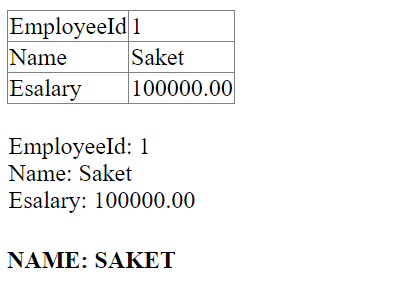 EmployeeId 1
Name Saket
Esalary 100000.00
EmployeeId: 1
Name: Saket
Esalary: 100000.00
NAME: SAKET